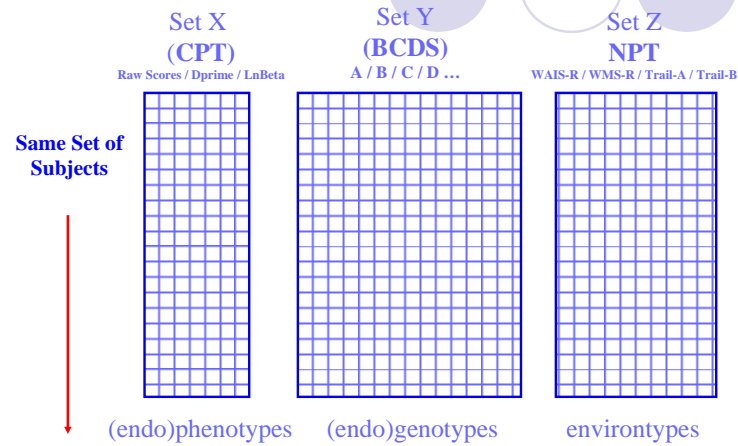 Set X
(CPT)
Raw Scores / Dprime / LnBeta
Set Y
(BCDS)
A / B / C / D ...
Set Z
NPT
WAIS-R / WMS-R / Trail-A / Trail-B
Same Set of
Subjects
(endo)phenotypes
(endo)genotypes
environtypes